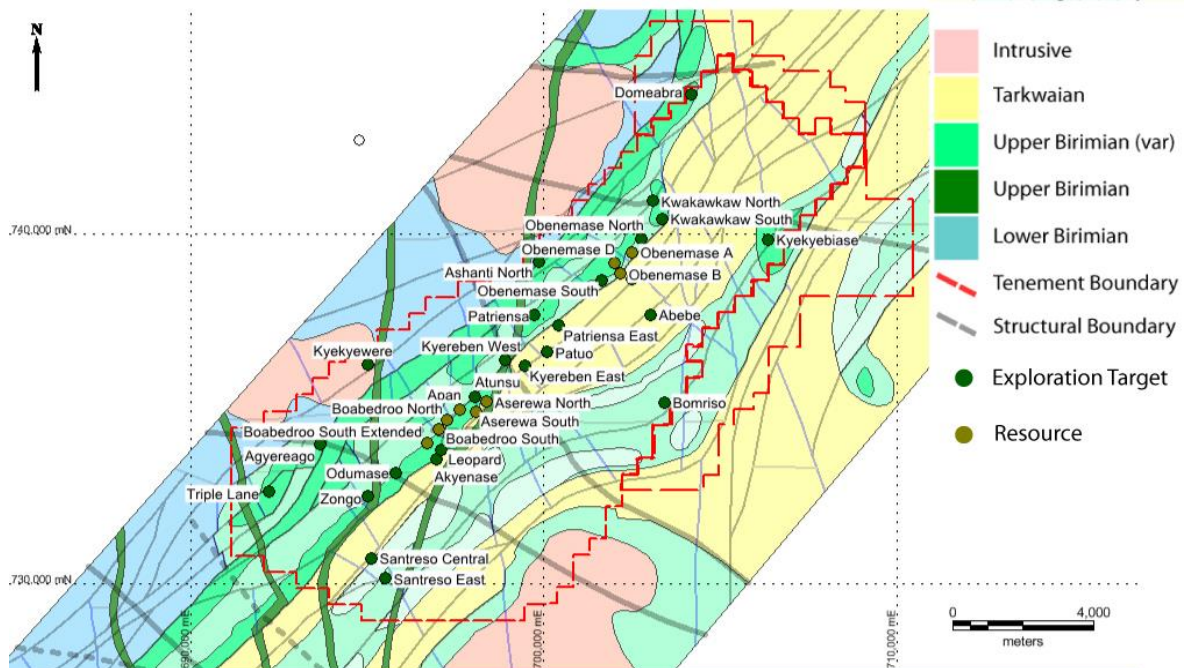 N
Intrusive
Tarkwaian
Upper Birimian (var)
Upper Birimian
Lower Birimian
Tenement Boundary
Structural Boundary
Exploration Target
Resource
Domeabra
Kwakawkaw North
Kwakawkaw South
740,000 mN
Obenemase North
Kyekyebiase
Obenemase D
Obenemase A
Ashanti North
Obenemase B
Obenemase South
Patriensa
Abebe
Patriensa East
Kyereben West
Kyekyewere
Patuo
Kyereben East
Atunsu
Apan
Aserewa North
Bomriso
Boabedroo North
Aserewa South
Boabedroo South Extended
Boabedroo South
Agyereago
Leopard
Odumase
Akyenase
Triple Lane
Zongo
Santreso Central
730,000 mN
Santreso East
690,000 mE
700,000 mE
710,000 mE
0
4,000
meters